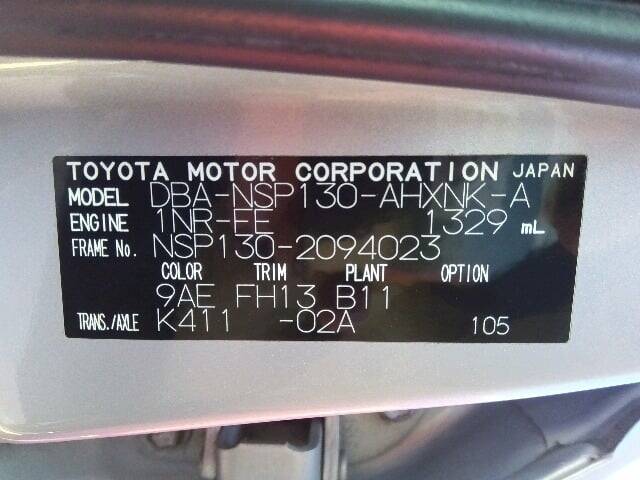 TOYOTA MOTOR CORPORATION JAPAN
MODEL DBA-NSP130-AHXNK-A
ENGINE 1NR-FE 1329 mL
FRAME No. NSP130-2094023
COLOR TRIM PLANT OPTION
9AE FH13 B11
TRANS./AXLE K411 -02A 105